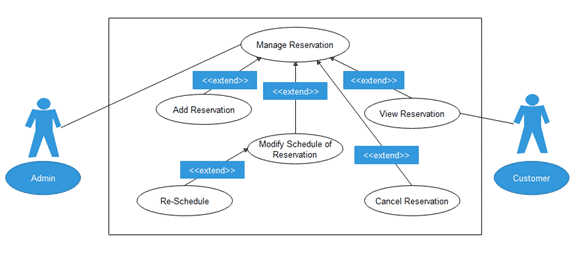 Manage Reservation
<<extend>>
<<extend>>
<<extend>>
Add Reservation
View Reservation
Modify Schedule of
Reservation
<<extend>>
<<extend>>
Admin
Customer
Re-Schedule
Cancel Reservation